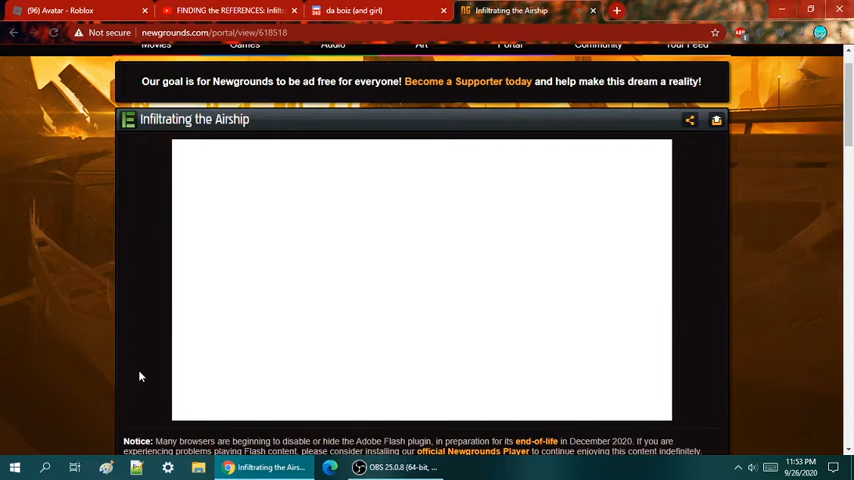 (96) Avatar - Roblox
FINDING the REFERENCES: Infilt
da boiz (and girl)
Infiltrating the Airship
Not secure
newgrounds.com/portal/view/618518
Movies
Games
Audio
Art
Portal
Community
Your Feed
Our goal is for Newgrounds to be ad free for everyone! Become a Supporter today and help make this dream a reality!
E Infiltrating the Airship
Notice: Many browsers are beginning to disable or hide the Adobe Flash plugin, in preparation for its end-of-life in December 2020. If you are
experiencing problems playing Flash content, please consider installing our official Newgrounds Player to continue enjoying this content indefinitely.
Infiltrating the Airs...
OBS 25.0.8 (64-bit, ...
11:53 PM
9/26/2020